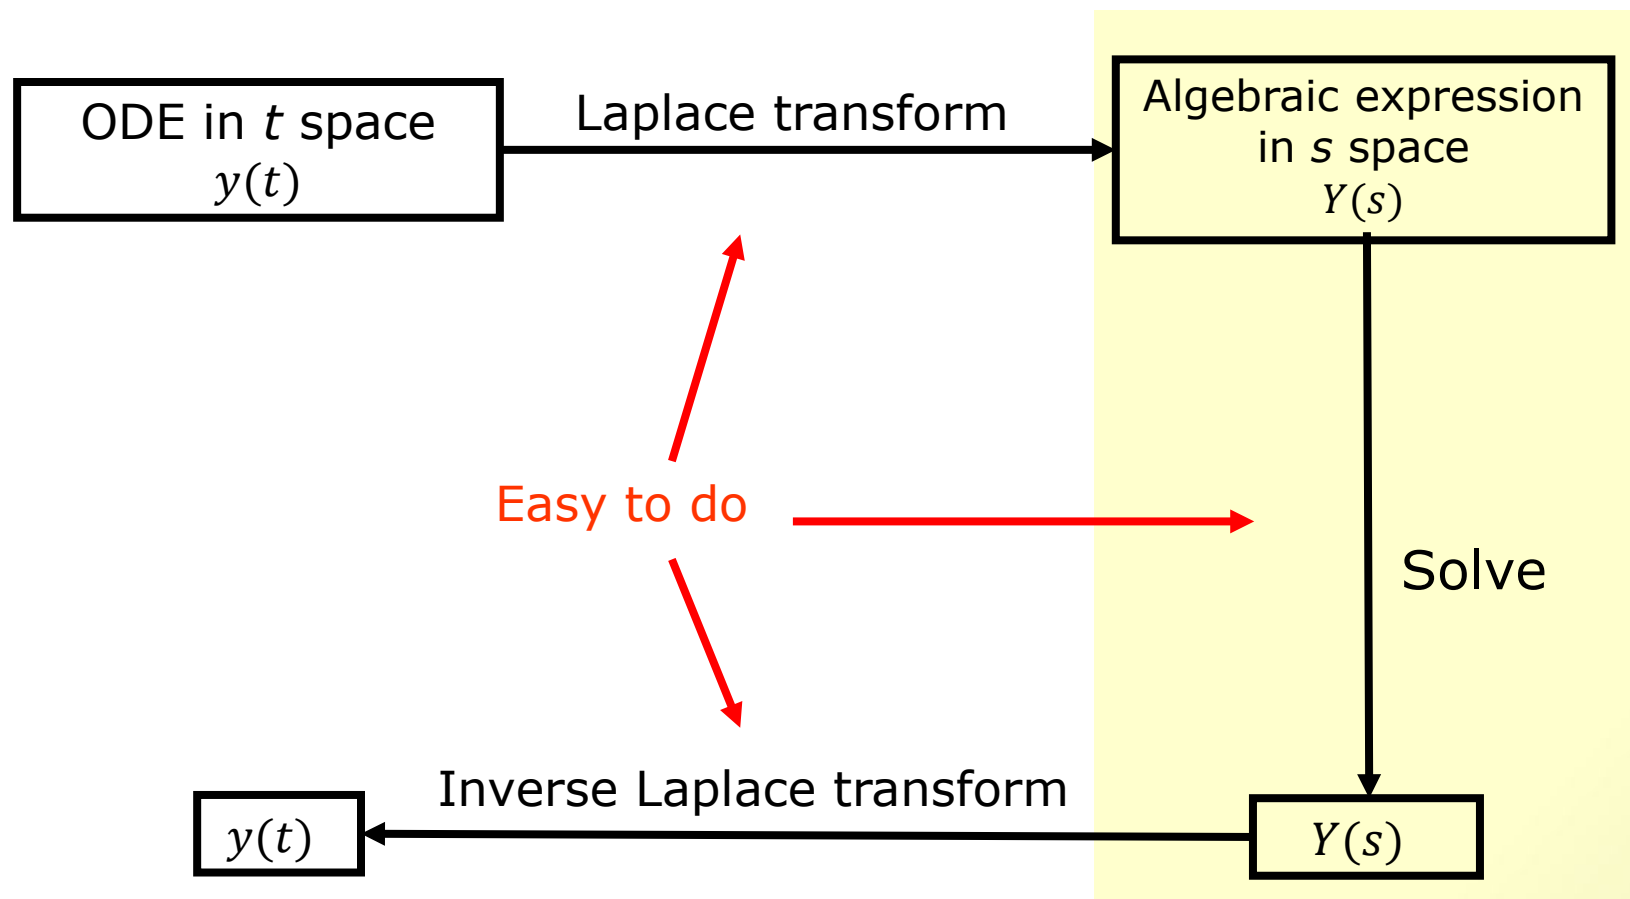 ODE in t space
y(t)
Laplace transform
Algebraic expression
in s space
Y(s)
Easy to do
Solve
Inverse Laplace transform
y(t)
Y(s)